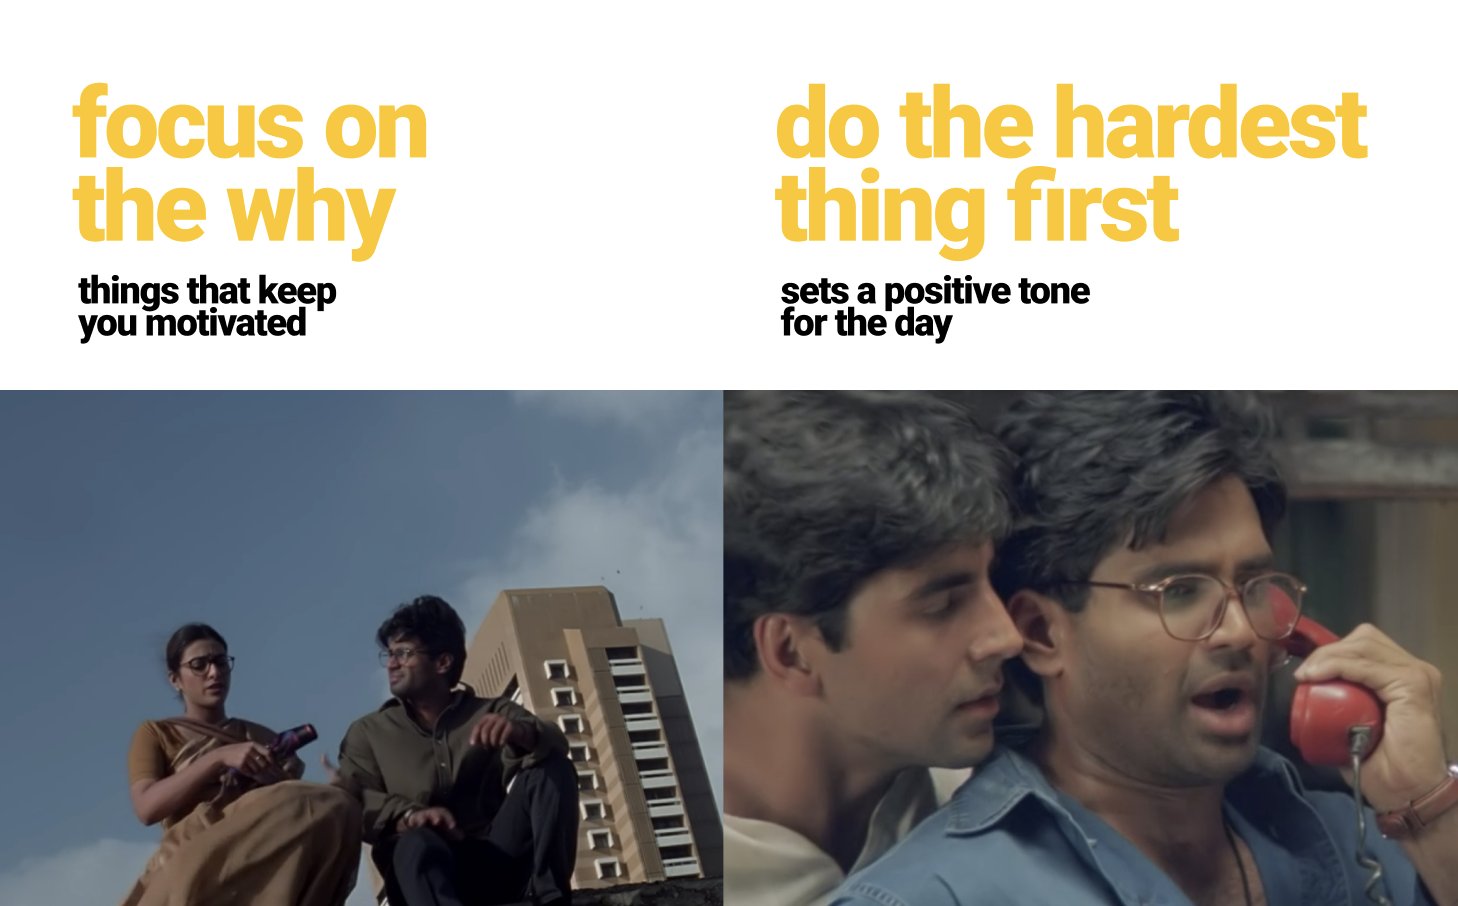 focus on
the why
things that keep
you motivated
do the hardest
thing first
sets a positive tone
for the day